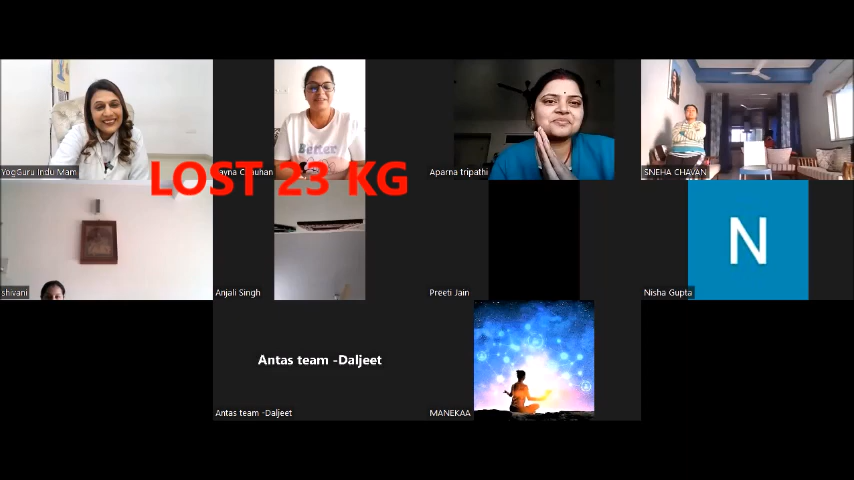 YogGuru Indu Mam
LOST 23 KG
Better
Aparna tripathi
SNEHA CHAVAN
shivani
Anjali Singh
Preeti Jain
N
Nisha Gupta
Antas team -Daljeet
Antas team -Daljeet
MANEKAA